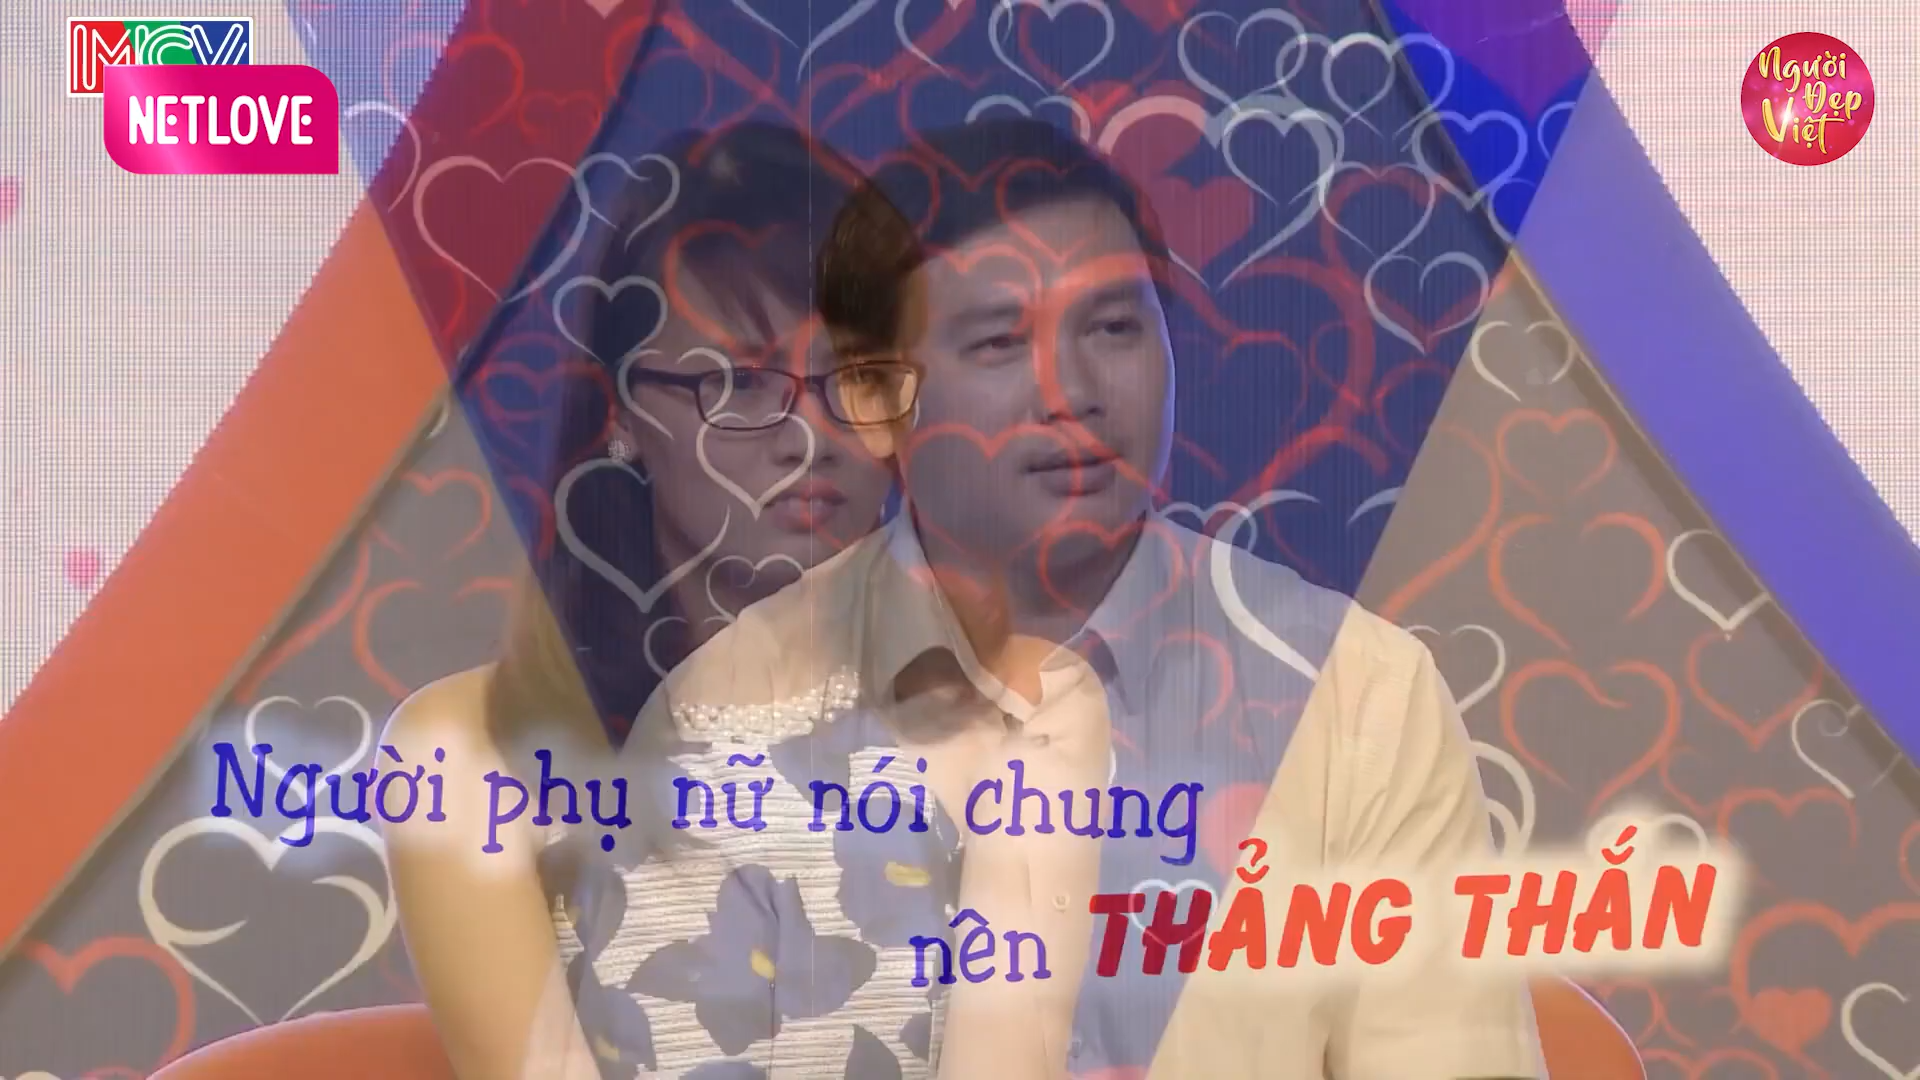 MCV
NETLOVE
Người
Đẹp
Việt
Người phụ nữ nói chung
nên THẲNG THẮN